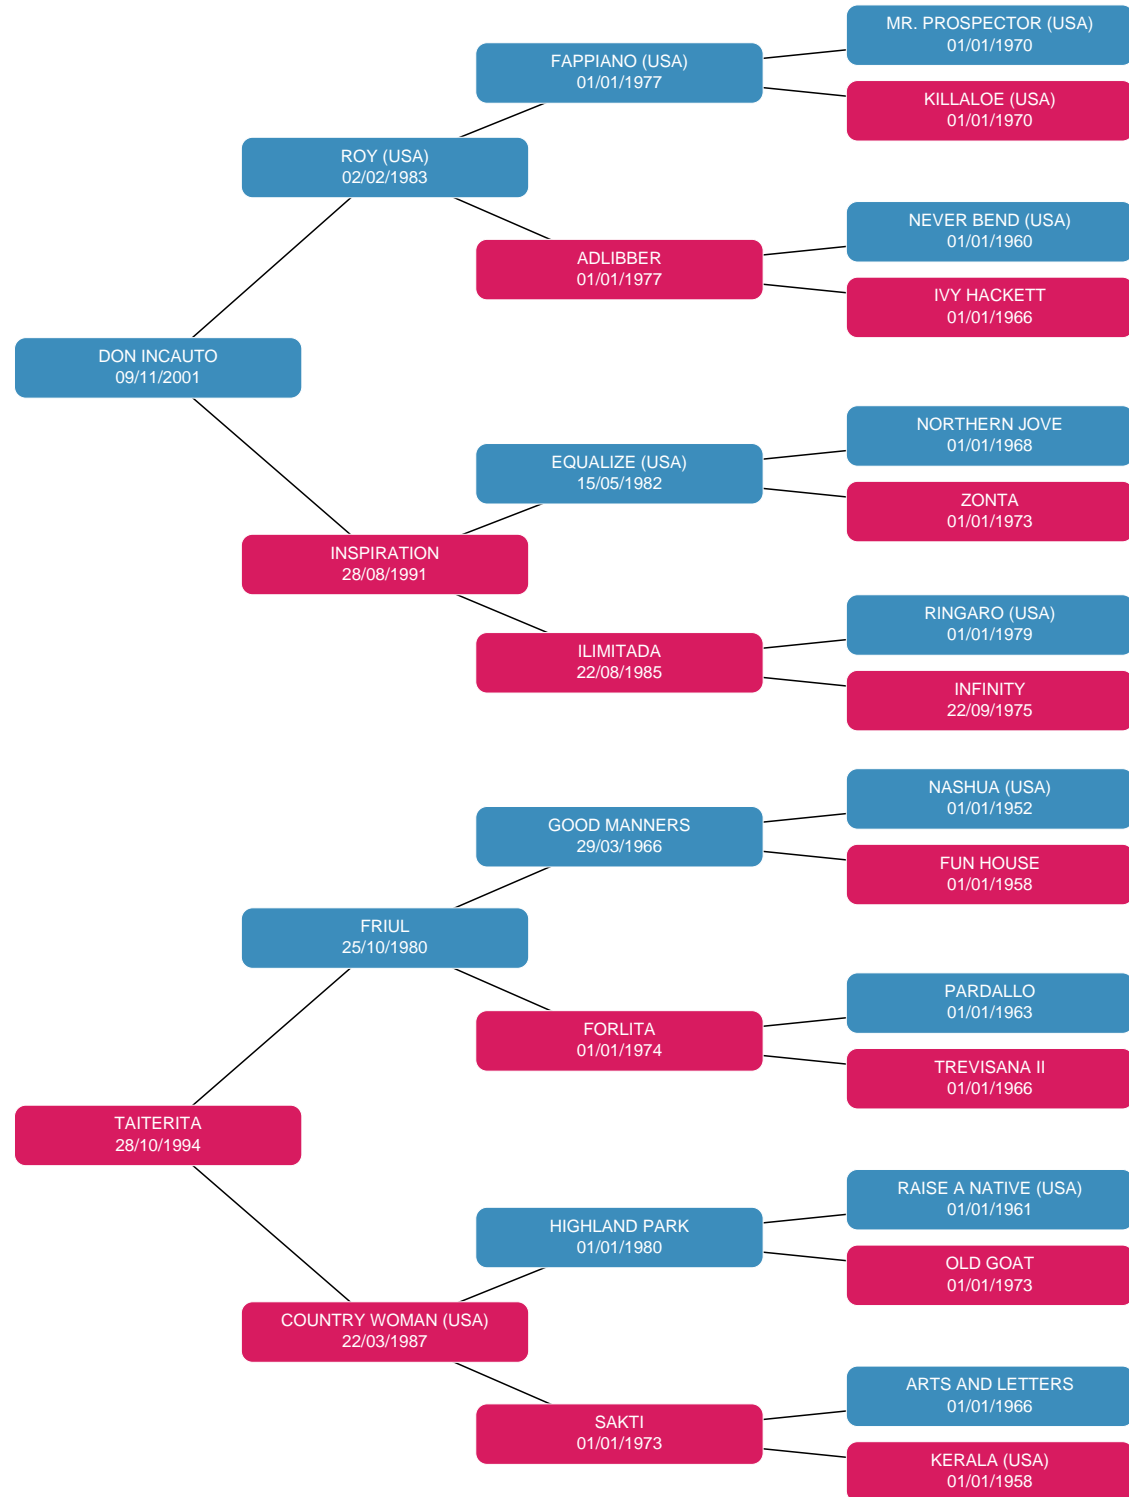 MR. PROSPECTOR (USA)
01/01/1970
FAPPIANO (USA)
01/01/1977
KILLALOE (USA)
01/01/1970
ROY (USA)
02/02/1983
NEVER BEND (USA)
01/01/1960
ADLIBBER
01/01/1977
IVY HACKETT
01/01/1966
DON INCAUTO
09/11/2001
NORTHERN JOVE
01/01/1968
EQUALIZE (USA)
15/05/1982
ZONTA
01/01/1973
INSPIRATION
28/08/1991
RINGARO (USA)
01/01/1979
ILIMITADA
22/08/1985
INFINITY
22/09/1975
NASHUA (USA)
01/01/1952
GOOD MANNERS
29/03/1966
FUN HOUSE
01/01/1958
FRIUL
25/10/1980
PARDALLO
01/01/1963
FORLITA
01/01/1974
TREVISANA II
01/01/1966
TAITERITA
28/10/1994
RAISE A NATIVE (USA)
01/01/1961
HIGHLAND PARK
01/01/1980
OLD GOAT
01/01/1973
COUNTRY WOMAN (USA)
22/03/1987
ARTS AND LETTERS
01/01/1966
SAKTI
01/01/1973
KERALA (USA)
01/01/1958